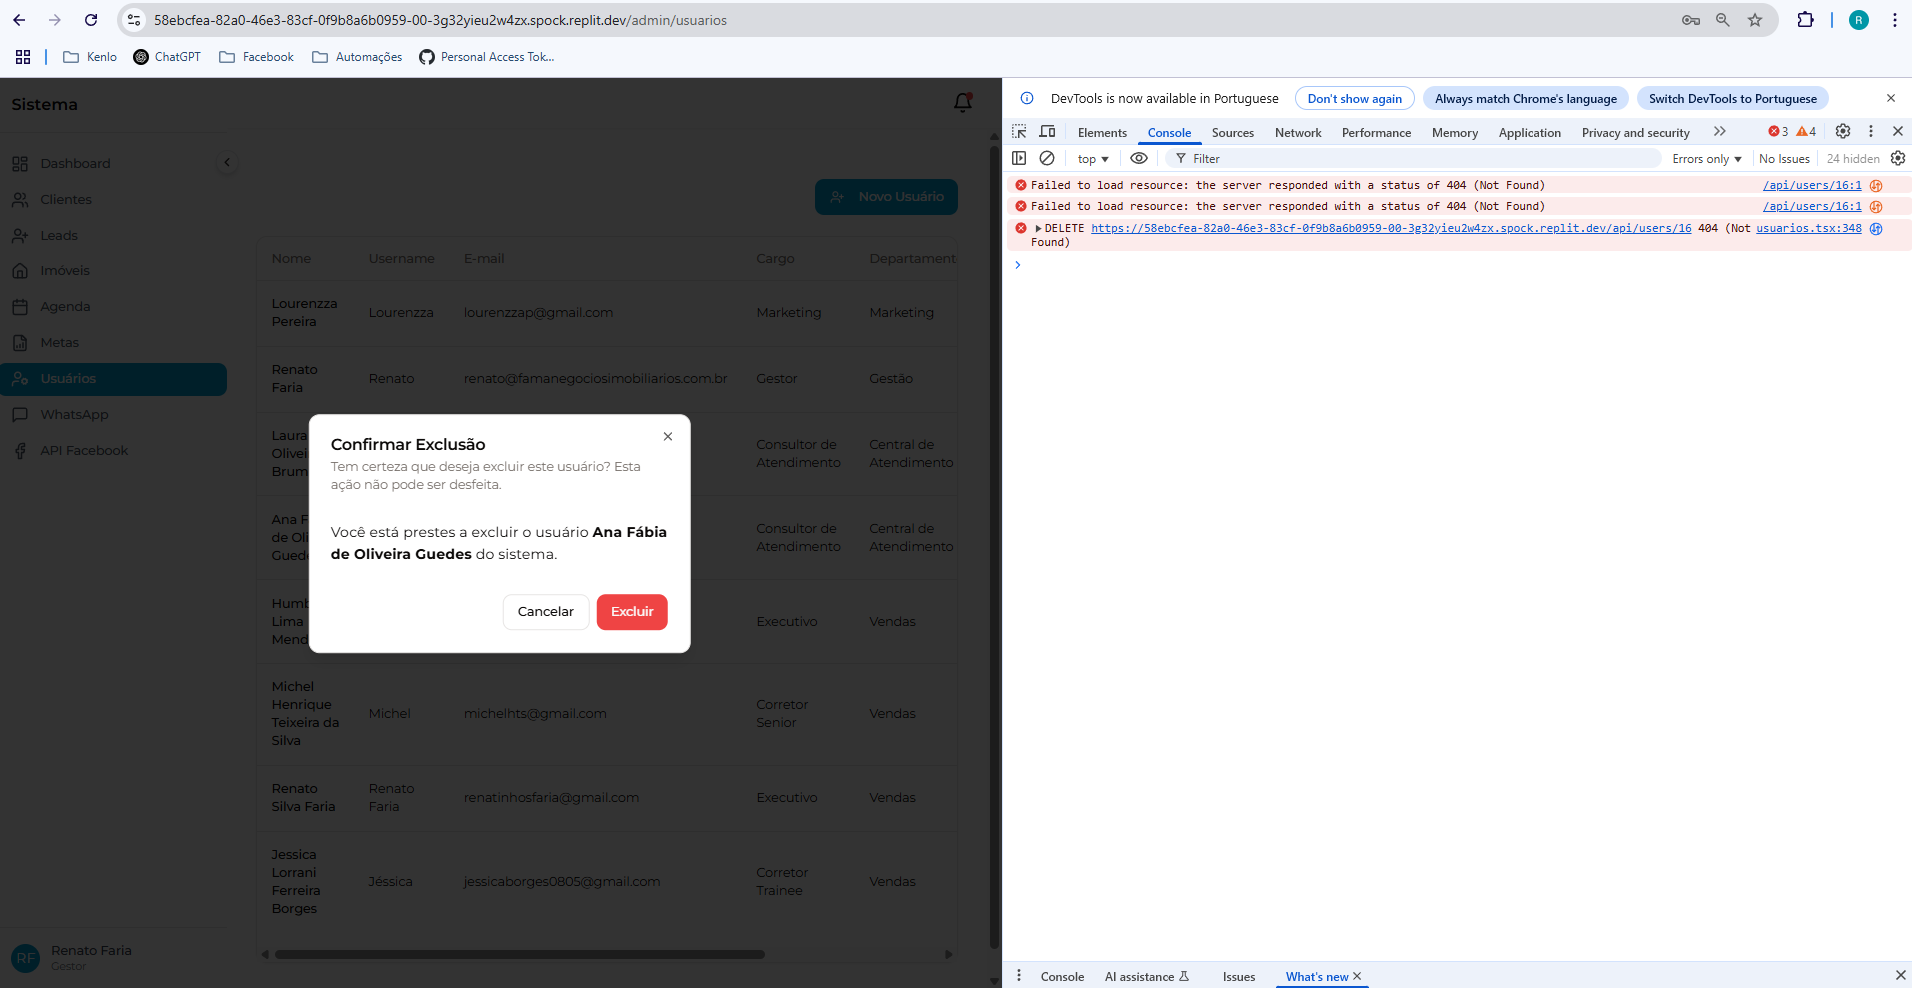 58ebcfea-82a0-46e3-83cf-0f9b8a6b0959-00-3g32yieu2w4zx.spock.replit.dev/admin/usuarios
R
Kenlo
ChatGPT
Facebook
Automações
Personal Access Tok...
Sistema
Dashboard
Clientes
Leads
Imóveis
Agenda
Metas
Usuários
WhatsApp
API Facebook
RF
Renato Faria
Gestor
Novo Usuário
Nome Username E-mail Cargo Departament
Lourenzza
Pereira
Lourenzza
lourenzzap@gmail.com
Marketing
Marketing
Renato
Faria
Renato
renato@famanegociosimobiliarios.com.br
Gestor
Gestão
Laura
Olivei
Brum
Consultor de
Atendimento
Central de
Atendimento
Ana F
de Oli
Guede
Consultor de
Atendimento
Central de
Atendimento
Humb
Lima
Mend
Executivo
Vendas
Michel
Henrique
Teixeira da
Silva
Michel
michelhts@gmail.com
Corretor
Senior
Vendas
Renato
Silva Faria
Renato
Faria
renatinhosfaria@gmail.com
Executivo
Vendas
Jessica
Lorrani
Ferreira
Borges
Jéssica
jessicaborges0805@gmail.com
Corretor
Trainee
Vendas
Confirmar Exclusão
Tem certeza que deseja excluir este usuário? Esta
ação não pode ser desfeita.
Você está prestes a excluir o usuário Ana Fábia
de Oliveira Guedes do sistema.
Cancelar
Excluir
DevTools is now available in Portuguese
Don't show again
Always match Chrome's language
Switch DevTools to Portuguese
Elements Console Sources Network Performance Memory Application Privacy and security 3 4
top Filter Errors only No Issues 24 hidden
Failed to load resource: the server responded with a status of 404 (Not Found) /api/users/16:1
Failed to load resource: the server responded with a status of 404 (Not Found) /api/users/16:1
DELETE https://58ebcfea-82a0-46e3-83cf-0f9b8a6b0959-00-3g32yieu2w4zx.spock.replit.dev/api/users/16 404 (Not usuarios.tsx:348
Found)
Console AI assistance Issues What's new